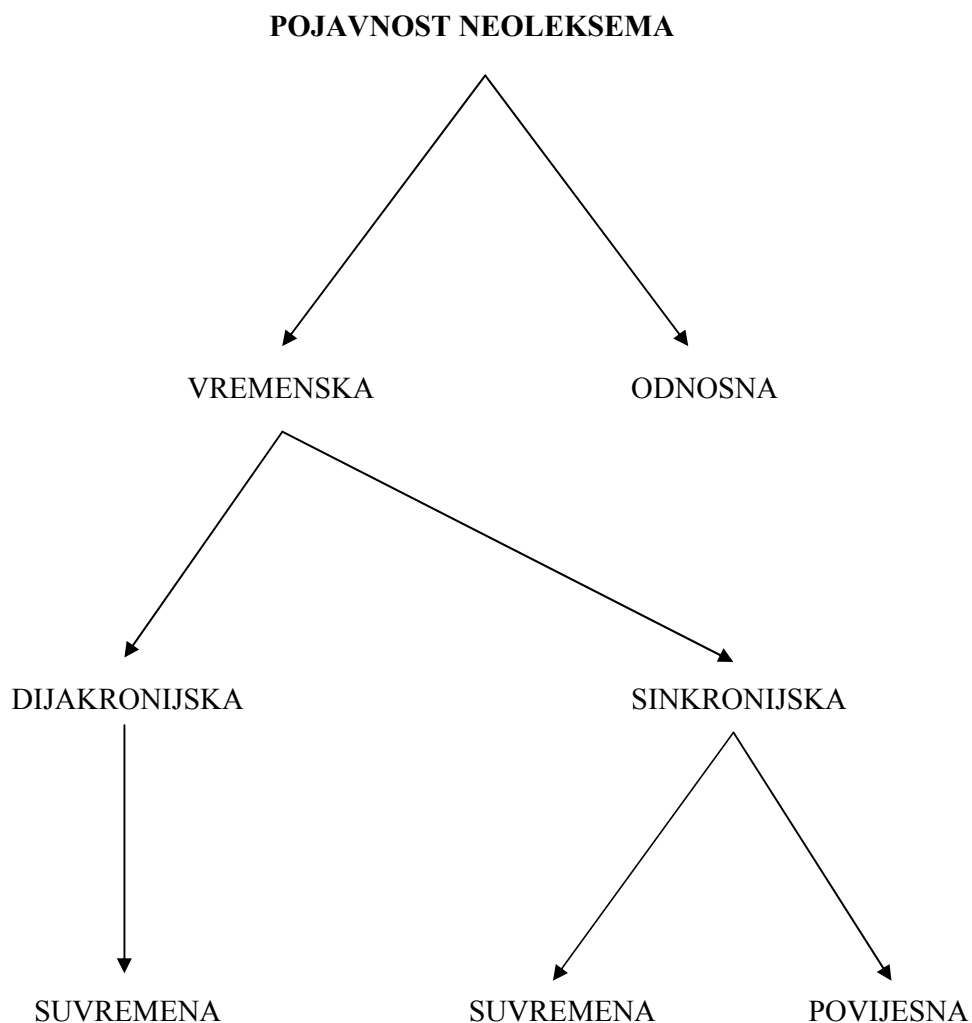 POJAVNOST NEOLEKSEMA
VREMENSKA ODNOSNA
DIJAKRONIJSKA SINKRONIJSKA
SUVREMENA SUVREMENA POVIJESNA